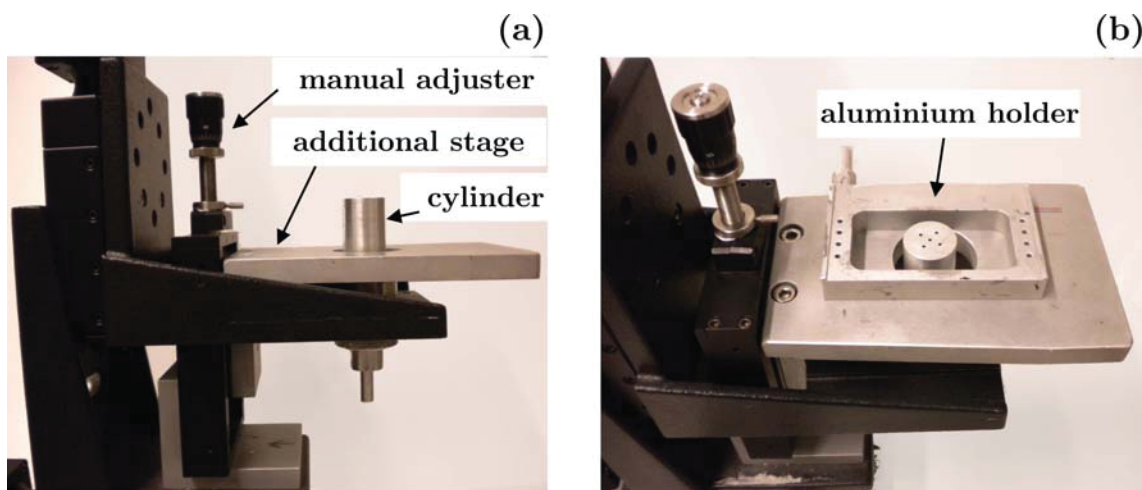 (a)
manual adjuster
additional stage
cylinder
(b)
aluminium holder